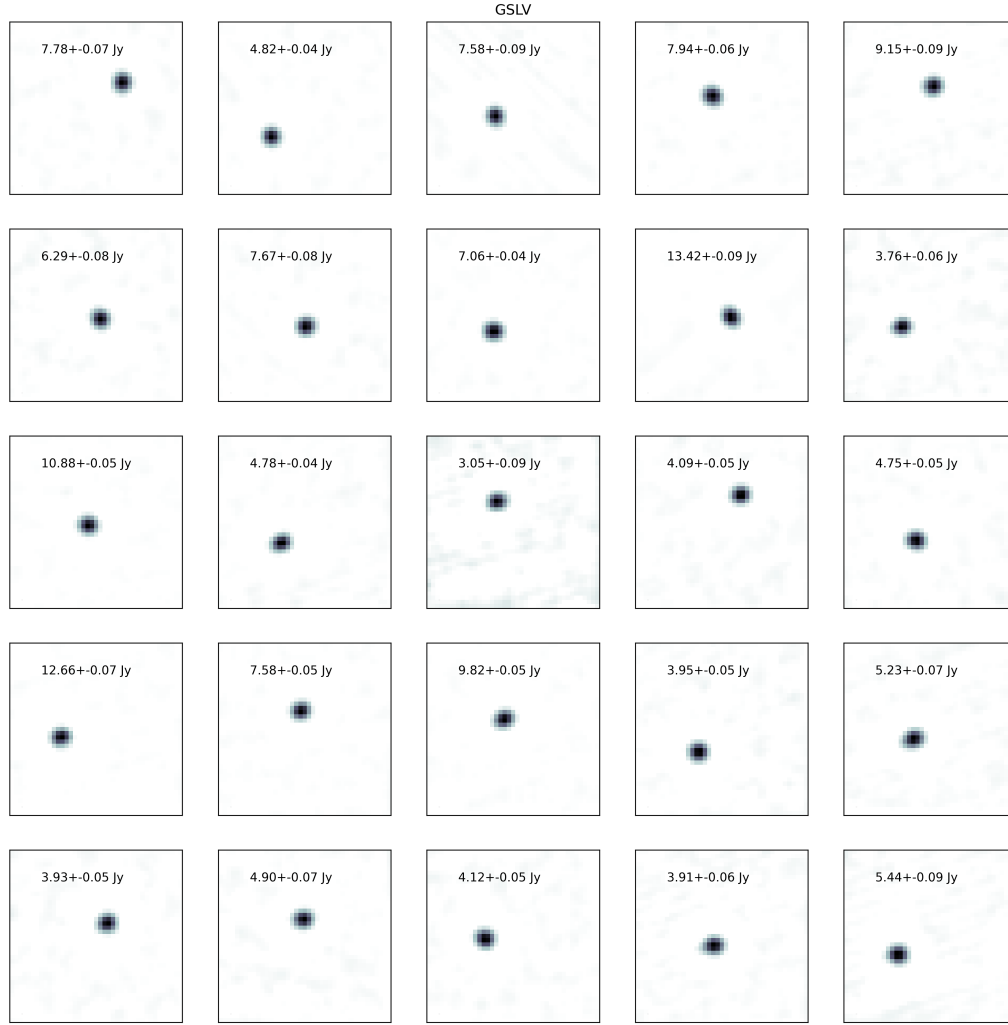 GSLV
7.78+-0.07 Jy
4.82+-0.04 Jy
7.58+-0.09 Jy
7.94+-0.06 Jy
9.15+-0.09 Jy
6.29+-0.08 Jy
7.67+-0.08 Jy
7.06+-0.04 Jy
13.42+-0.09 Jy
3.76+-0.06 Jy
10.88+-0.05 Jy
4.78+-0.04 Jy
3.05+-0.09 Jy
4.09+-0.05 Jy
4.75+-0.05 Jy
12.66+-0.07 Jy
7.58+-0.05 Jy
9.82+-0.05 Jy
3.95+-0.05 Jy
5.23+-0.07 Jy
3.93+-0.05 Jy
4.90+-0.07 Jy
4.12+-0.05 Jy
3.91+-0.06 Jy
5.44+-0.09 Jy